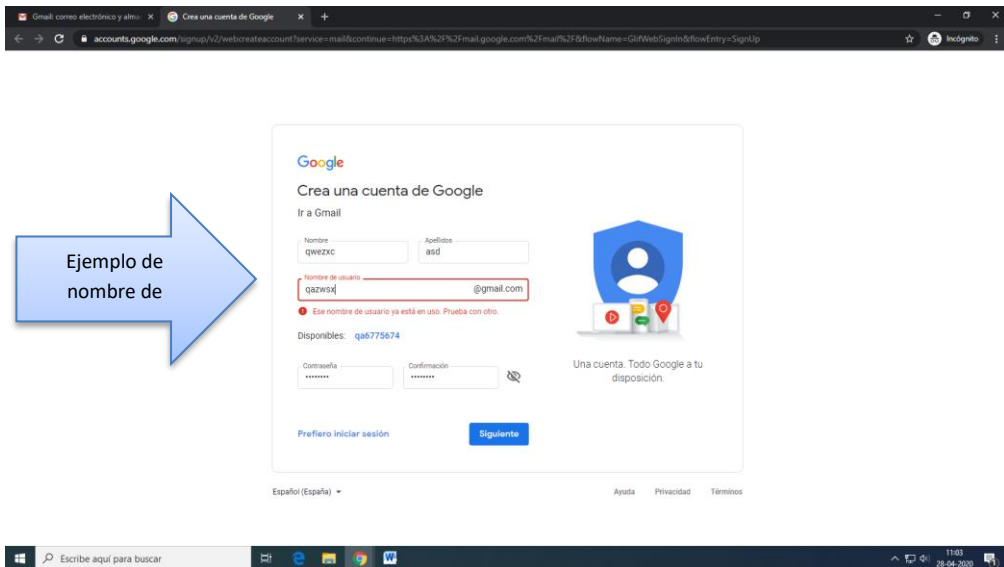 Gmail: correo electrónico y alma
Crea una cuenta de Google
accounts.google.com/signup/v2/webcreateaccount?service=mail&continue=https%3A%2F%2Fmail.google.com%2Fmail%2F&flowName=GlifWebSignIn&flowEntry=SignUp
Incógnito
Google
Crea una cuenta de Google
Ir a Gmail
Nombre
Apellidos
qwezxc
asd
Ejemplo de
nombre de
Nombre de usuario
qazwsx
@gmail.com
Ese nombre de usuario ya está en uso. Prueba con otro.
Disponibles: qa6775674
Contraseña
Confirmación
Una cuenta. Todo Google a tu
disposición.
Prefiero iniciar sesión
Siguiente
Español (España)
Ayuda
Privacidad
Términos
Escribe aquí para buscar
11:03
28-04-2020